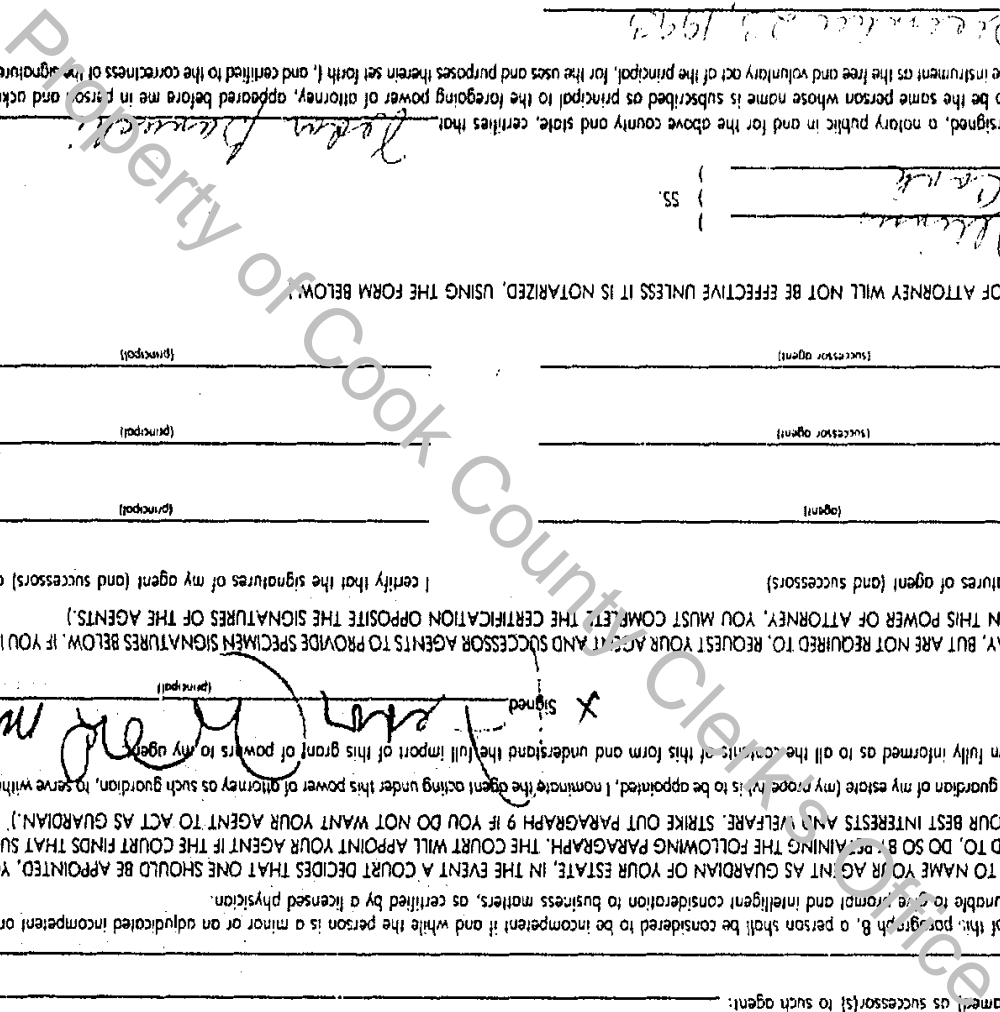 named) as successor(s) to such agent:
of this paragraph 8, a person shall be considered to be incompetent if and while the person is a minor or an adjudicated incompetent or
unable to give prompt and intelligent consideration to business matters, as certified by a licensed physician.
TO NAME YOUR AGENT AS GUARDIAN OF YOUR ESTATE, IN THE EVENT A COURT DECIDES THAT ONE SHOULD BE APPOINTED, Y
D TO, DO SO BY RETAINING THE FOLLOWING PARAGRAPH. THE COURT WILL APPOINT YOUR AGENT IF THE COURT FINDS THAT SU
OUR BEST INTERESTS AND WELFARE. STRIKE OUT PARAGRAPH 9 IF YOU DO NOT WANT YOUR AGENT TO ACT AS GUARDIAN.)
guardian of my estate (my property) is to be appointed, I nominate the agent acting under this power of attorney as such guardian, to serve with
m fully informed as to all the contents of this form and understand the full import of this grant of powers to my agent.
X Signed
(principal)
Y, BUT ARE NOT REQUIRED TO, REQUEST YOUR AGENT AND SUCCESSOR AGENTS TO PROVIDE SPECIMEN SIGNATURES BELOW. IF YOU
N THIS POWER OF ATTORNEY, YOU MUST COMPLETE THE CERTIFICATION OPPOSITE THE SIGNATURES OF THE AGENTS.)
atures of agent (and successors) I certify that the signatures of my agent (and successors)
(agent) (principal)
(successor agent) (principal)
(successor agent) (principal)
OF ATTORNEY WILL NOT BE EFFECTIVE UNLESS IT IS NOTARIZED, USING THE FORM BELOW.)
Illinois )
) SS.
Cook )
rsigned, a notary public in and for the above county and state, certifies that
o be the same person whose name is subscribed as principal to the foregoing power of attorney, appeared before me in person and ackn
e instrument as the free and voluntary act of the principal, for the uses and purposes therein set forth (, and certified to the correctness of the signature
December 23, 1993
Property of Cook County Clerk's Office